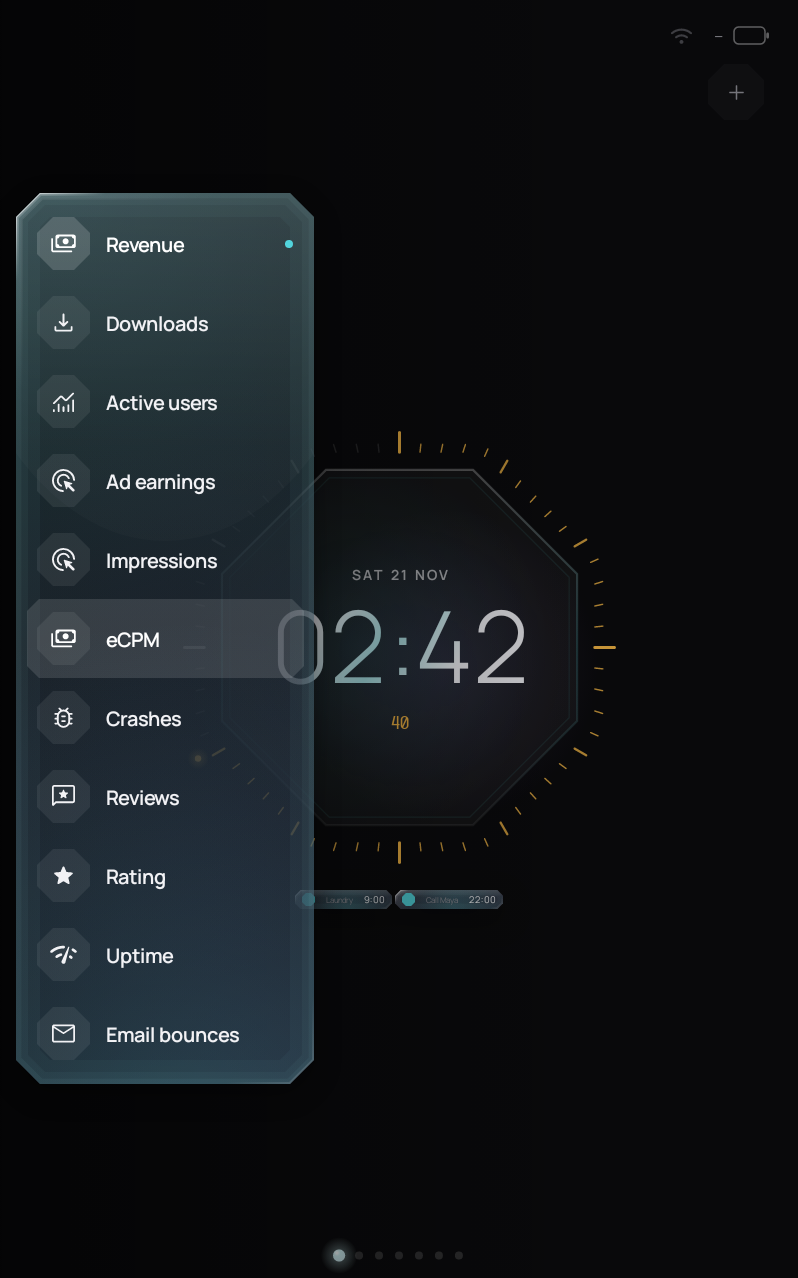 Revenue
Downloads
Active users
Ad earnings
Impressions
eCPM
Crashes
Reviews
Rating
Uptime
Email bounces
SAT 21 NOV
02:42
40
Laundry 9:00
Call Maya 22:00